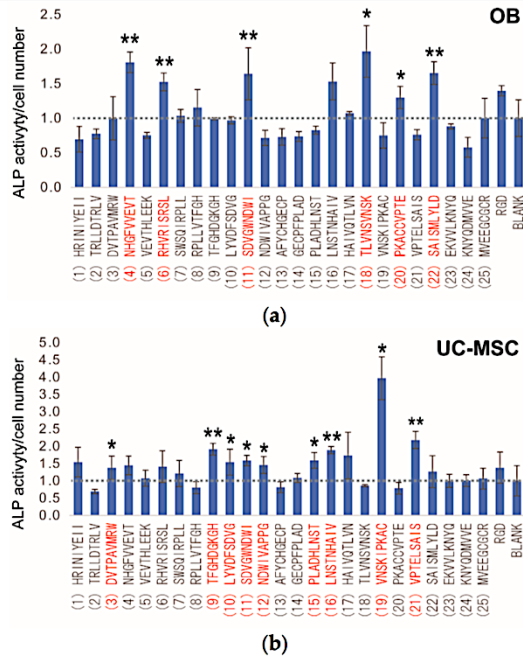 OB
ALP activyty/cell number
2.5
2.0
1.5
1.0
0.5
0.0
**
**
**
*
*
**
(1) HRINIYEII
(2) TRLLDTRLV
(3) DVTPAVMRW
(4) NHGFVVEVT
(5) VEVTHLEEK
(6) RHVRISRSL
(7) SWSQIRPLL
(8) RPLLVTFGH
(9) TFGHDGKGH
(10) LYVDFSDVG
(11) SDVGWNDWI
(12) NDWIVAPPG
(13) AFYCHGECP
(14) GECPFPLAD
(15) PLADHLNST
(16) LNSTNHAIV
(17) HAIVQTLVN
(18) TLVNSVNSK
(19) VNSKIPKAC
(20) PKACCVPTE
(21) VPTELSAIS
(22) SAISMLYLD
(23) EKVVLKNYQ
(24) KNYQDMVVE
(25) MVEEGCGCR
RGD
BLANK
(a)
UC-MSC
ALP activyty/cell number
5.0
4.5
4.0
3.5
3.0
2.5
2.0
1.5
1.0
0.5
0.0
*
**
*
*
*
*
**
*
**
(1) HRINIYEII
(2) TRLLDTRLV
(3) DVTPAVMRW
(4) NHGFVVEVT
(5) VEVTHLEEK
(6) RHVRISRSL
(7) SWSQIRPLL
(8) RPLLVTFGH
(9) TFGHDGKGH
(10) LYVDFSDVG
(11) SDVGWNDWI
(12) NDWIVAPPG
(13) AFYCHGECP
(14) GECPFPLAD
(15) PLADHLNST
(16) LNSTNHAIV
(17) HAIVQTLVN
(18) TLVNSVNSK
(19) VNSKIPKAC
(20) PKACCVPTE
(21) VPTELSAIS
(22) SAISMLYLD
(23) EKVVLKNYQ
(24) KNYQDMVVE
(25) MVEEGCGCR
RGD
BLANK
(b)